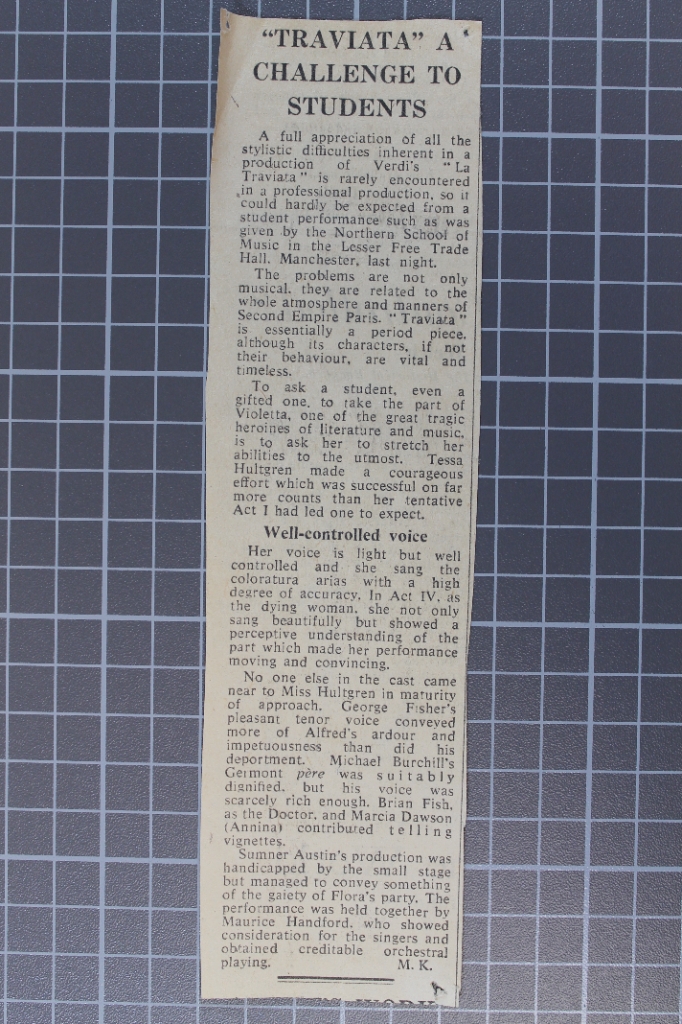 “TRAVIATA” A
CHALLENGE TO
STUDENTS
A full appreciation of all the
stylistic difficulties inherent in a
production of Verdi's “La
Traviata” is rarely encountered
in a professional production, so it
could hardly be expected from a
student performance such as was
given by the Northern School of
Music in the Lesser Free Trade
Hall, Manchester, last night.
The problems are not only
musical, they are related to the
whole atmosphere and manners of
Second Empire Paris. “Traviata”
is essentially a period piece,
although its characters, if not
their behaviour, are vital and
timeless.
To ask a student, even a
gifted one, to take the part of
Violetta, one of the great tragic
heroines of literature and music,
is to ask her to stretch her
abilities to the utmost. Tessa
Hultgren made a courageous
effort which was successful on far
more counts than her tentative
Act I had led one to expect.
Well-controlled voice
Her voice is light but well
controlled and she sang the
coloratura arias with a high
degree of accuracy. In Act IV, as
the dying woman, she not only
sang beautifully but showed a
perceptive understanding of the
part which made her performance
moving and convincing.
No one else in the cast came
near to Miss Hultgren in maturity
of approach. George Fisher's
pleasant tenor voice conveyed
more of Alfred's ardour and
impetuousness than did his
deportment. Michael Burchill's
Germont père was suitably
dignified, but his voice was
scarcely rich enough. Brian Fish,
as the Doctor, and Marcia Dawson
(Annina) contributed telling
vignettes.
Sumner Austin's production was
handicapped by the small stage
but managed to convey something
of the gaiety of Flora's party. The
performance was held together by
Maurice Handford, who showed
consideration for the singers and
obtained creditable orchestral
playing. M. K.